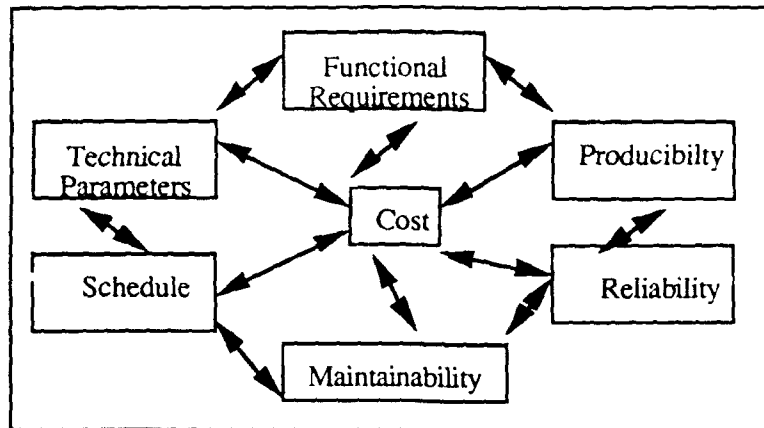 Functional
Requirements
Technical
Parameters
Producibilty
Cost
Schedule
Reliability
Maintainability